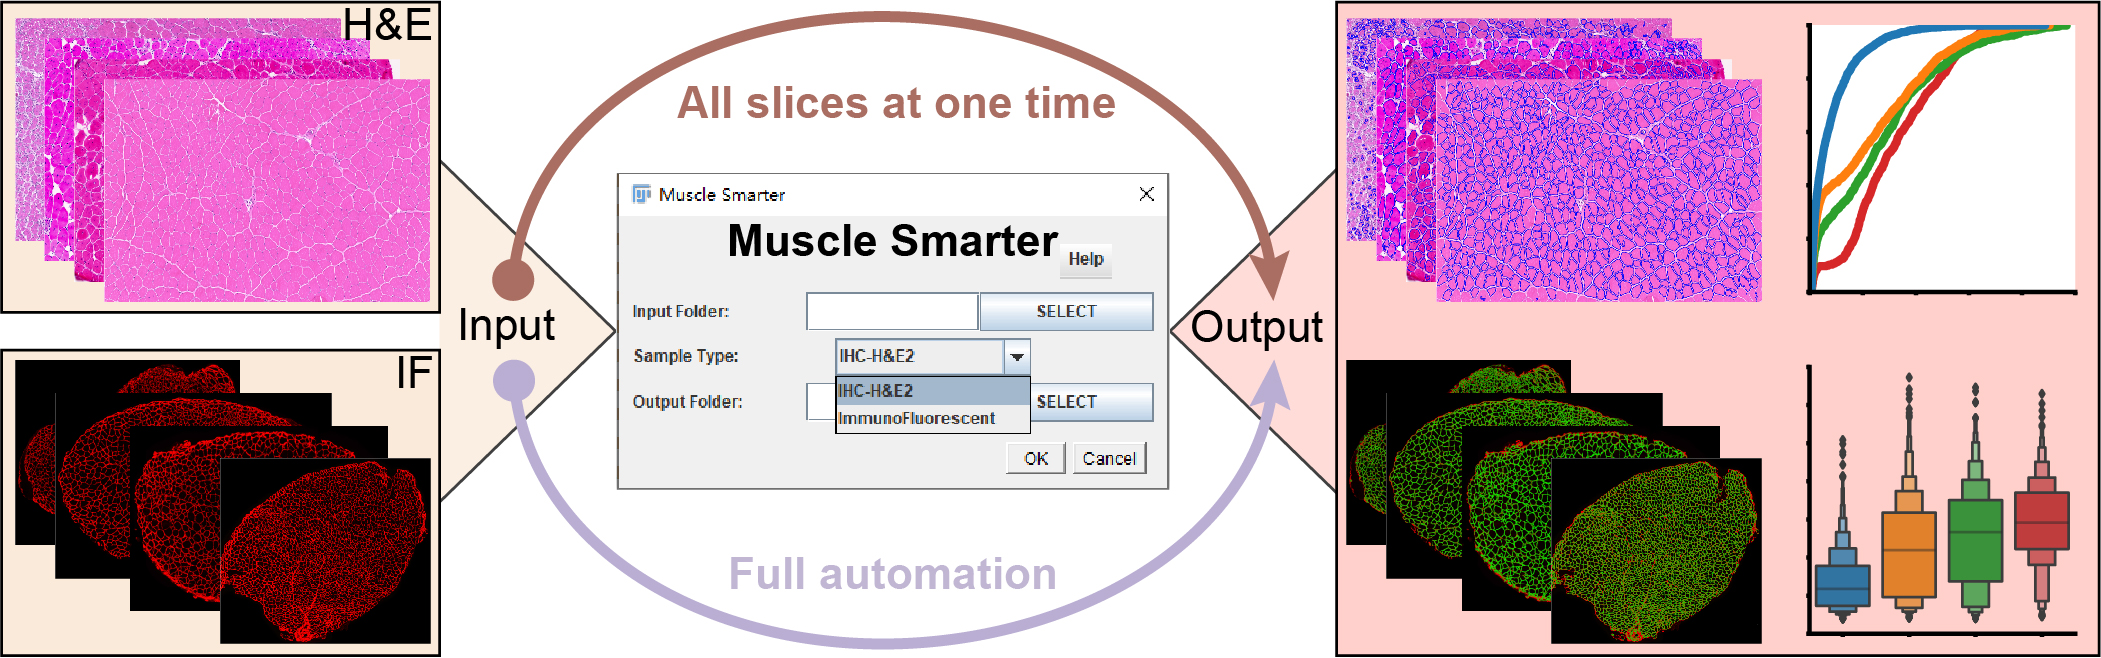 H&E
IF
Input
All slices at one time
Muscle Smarter
Muscle Smarter
Help
Input Folder:
SELECT
Sample Type:
IHC-H&E2
IHC-H&E2
ImmunoFluorescent
Output Folder:
SELECT
OK
Cancel
Full automation
Output